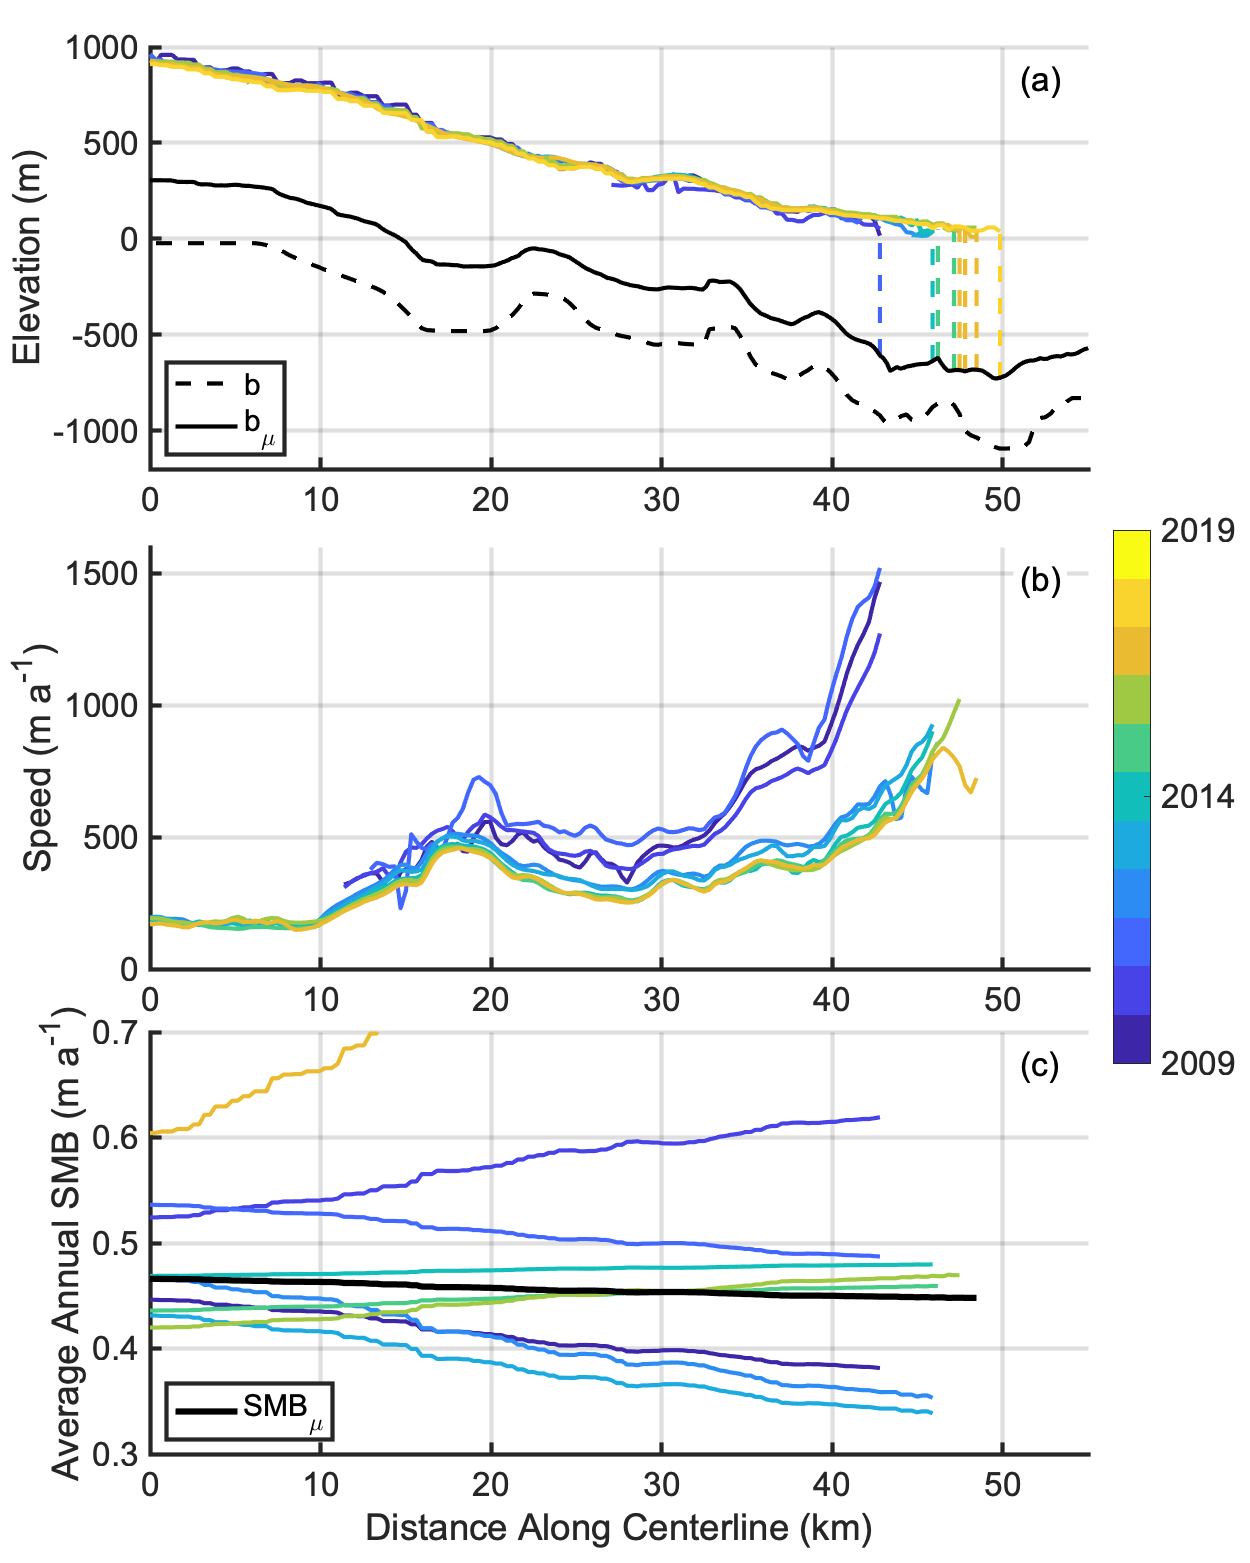 1000
500
0
-500
-1000
Elevation (m)
(a)
b
bμ
0 10 20 30 40 50
1500
1000
500
0
Speed (m a⁻¹)
(b)
0 10 20 30 40 50
2019
2014
2009
0.7
0.6
0.5
0.4
0.3
Average Annual SMB (m a⁻¹)
(c)
SMBμ
0 10 20 30 40 50
Distance Along Centerline (km)